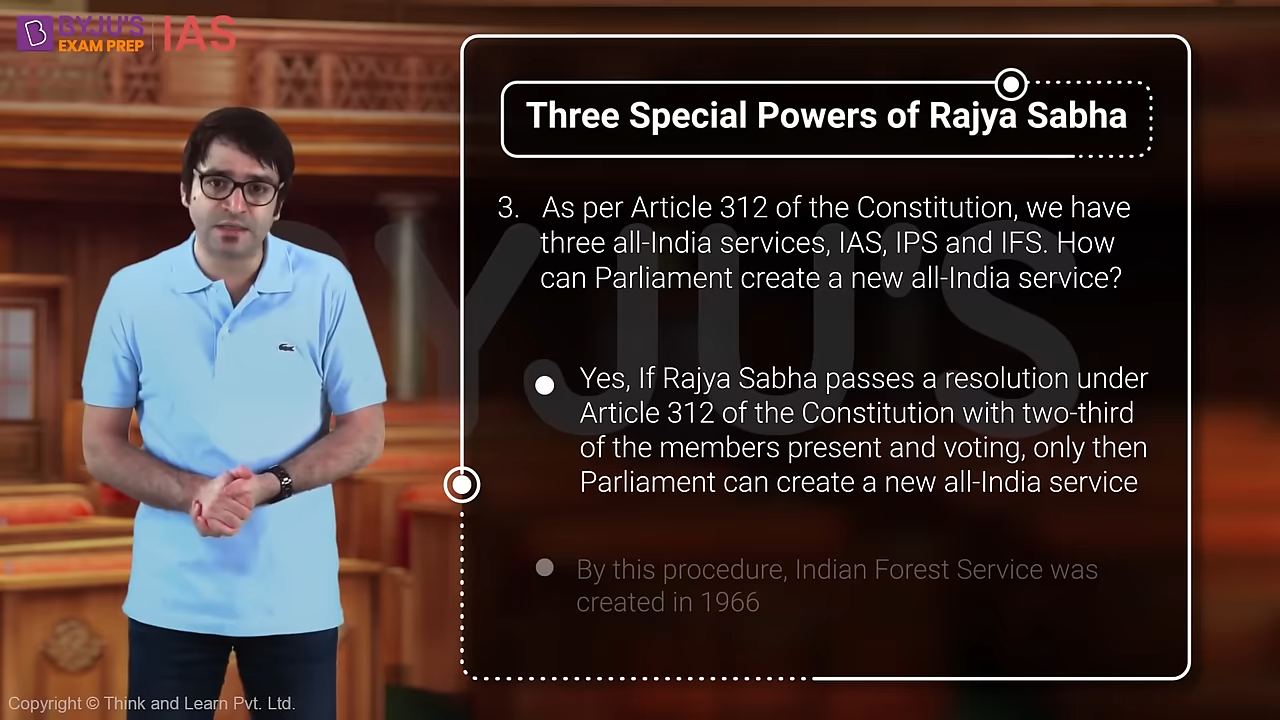 BYJU'S
EXAM PREP
IAS
Three Special Powers of Rajya Sabha
3. As per Article 312 of the Constitution, we have
three all-India services, IAS, IPS and IFS. How
can Parliament create a new all-India service?
Yes, If Rajya Sabha passes a resolution under
Article 312 of the Constitution with two-third
of the members present and voting, only then
Parliament can create a new all-India service
By this procedure, Indian Forest Service was
created in 1966
BYJU'S
Copyright © Think and Learn Pvt. Ltd.